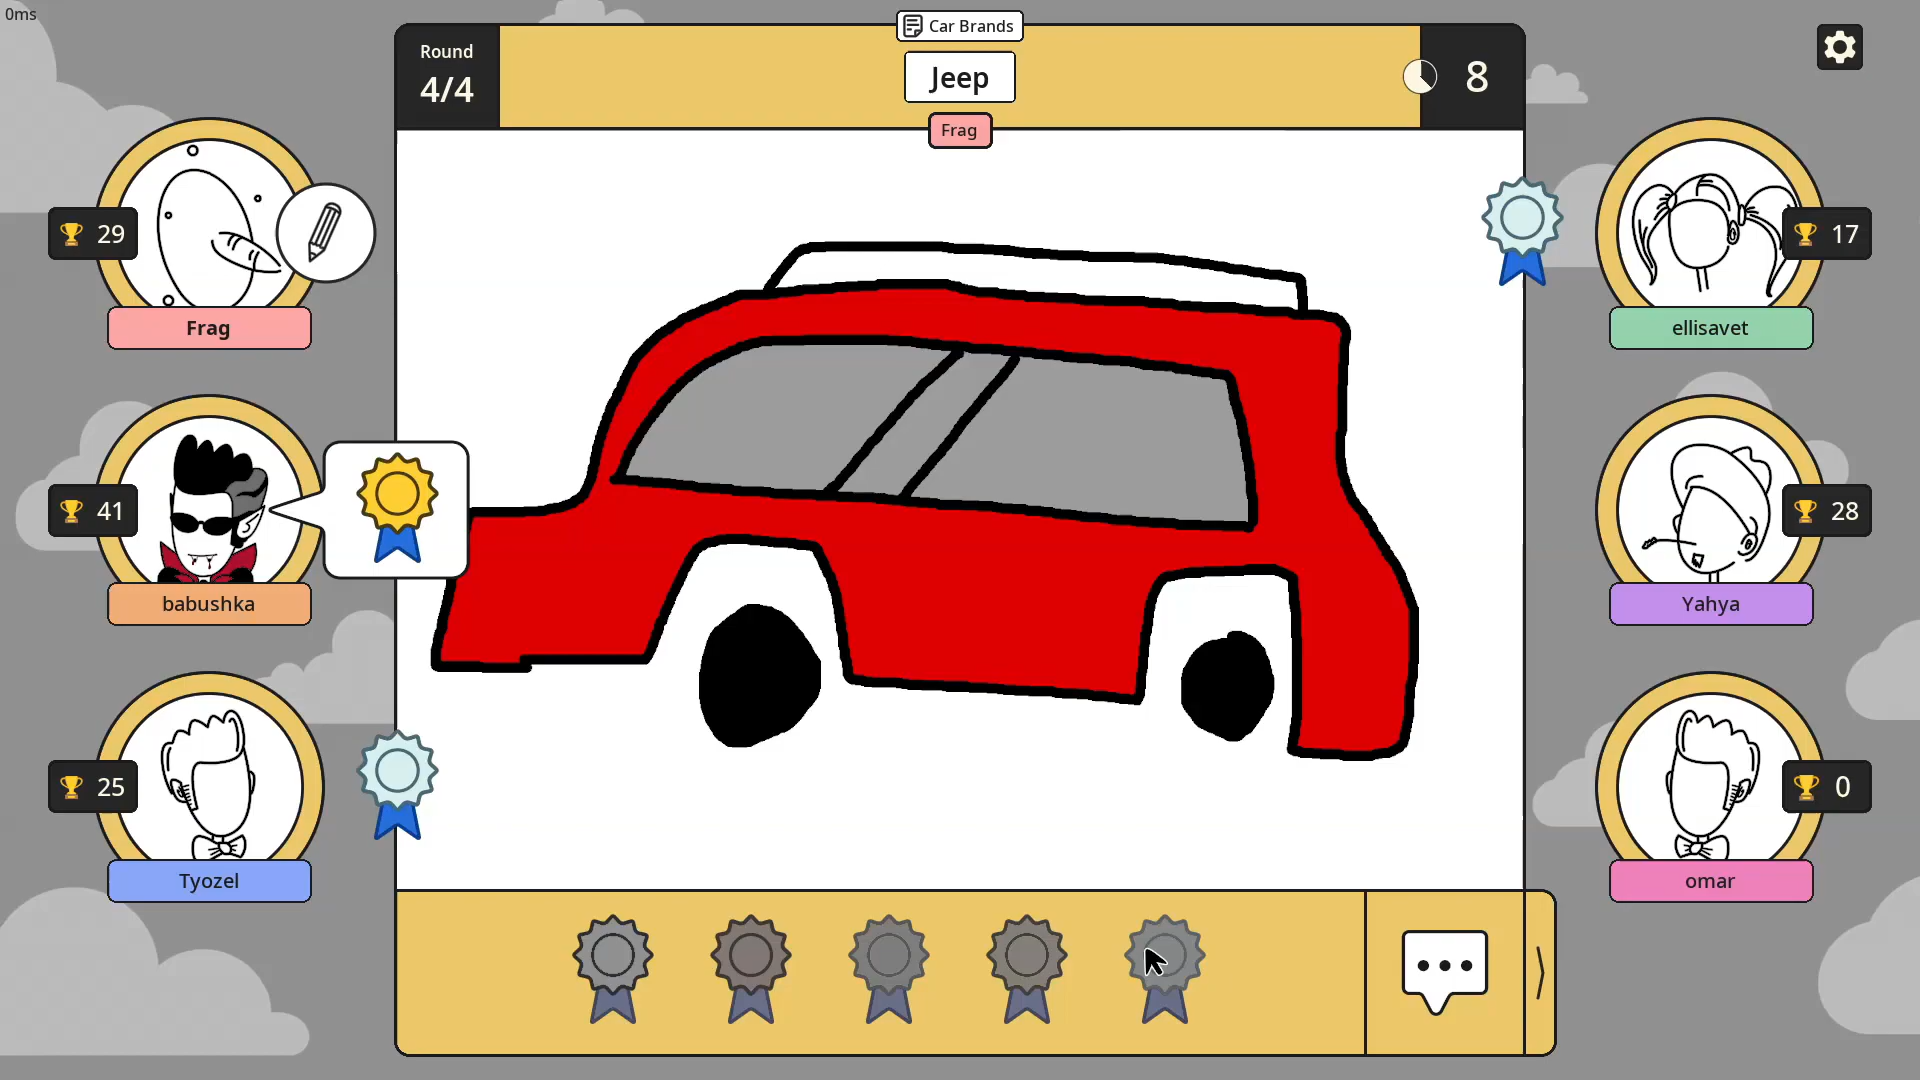 0ms
Car Brands
Round
4/4
Jeep
8
Frag
29
Frag
17
ellisavet
41
babushka
28
Yahya
25
Tyozel
0
omar